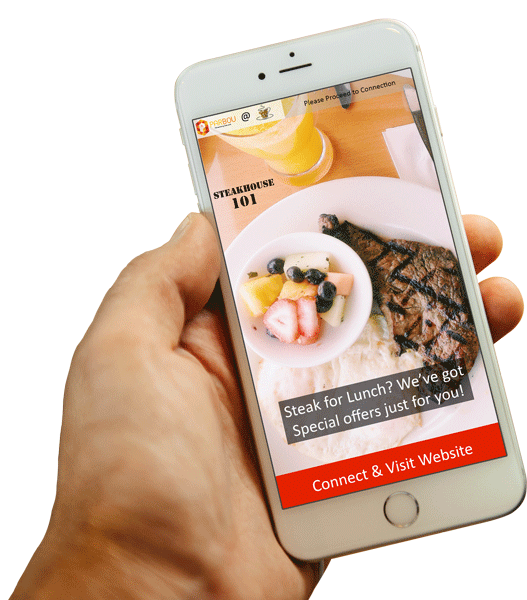 PARBOU @
Please Proceed to Connection
STEAKHOUSE
101
Steak for Lunch? We've got
Special offers just for you!
Connect & Visit Website